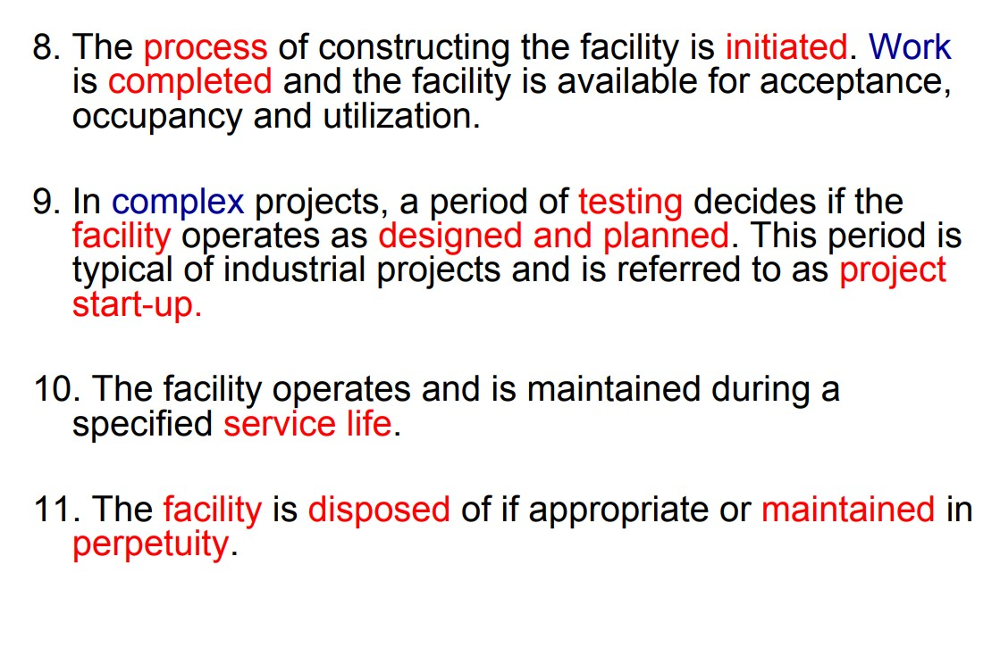 8. The process of constructing the facility is initiated. Work
is completed and the facility is available for acceptance,
occupancy and utilization.
9. In complex projects, a period of testing decides if the
facility operates as designed and planned. This period is
typical of industrial projects and is referred to as project
start-up.
10. The facility operates and is maintained during a
specified service life.
11. The facility is disposed of if appropriate or maintained in
perpetuity.